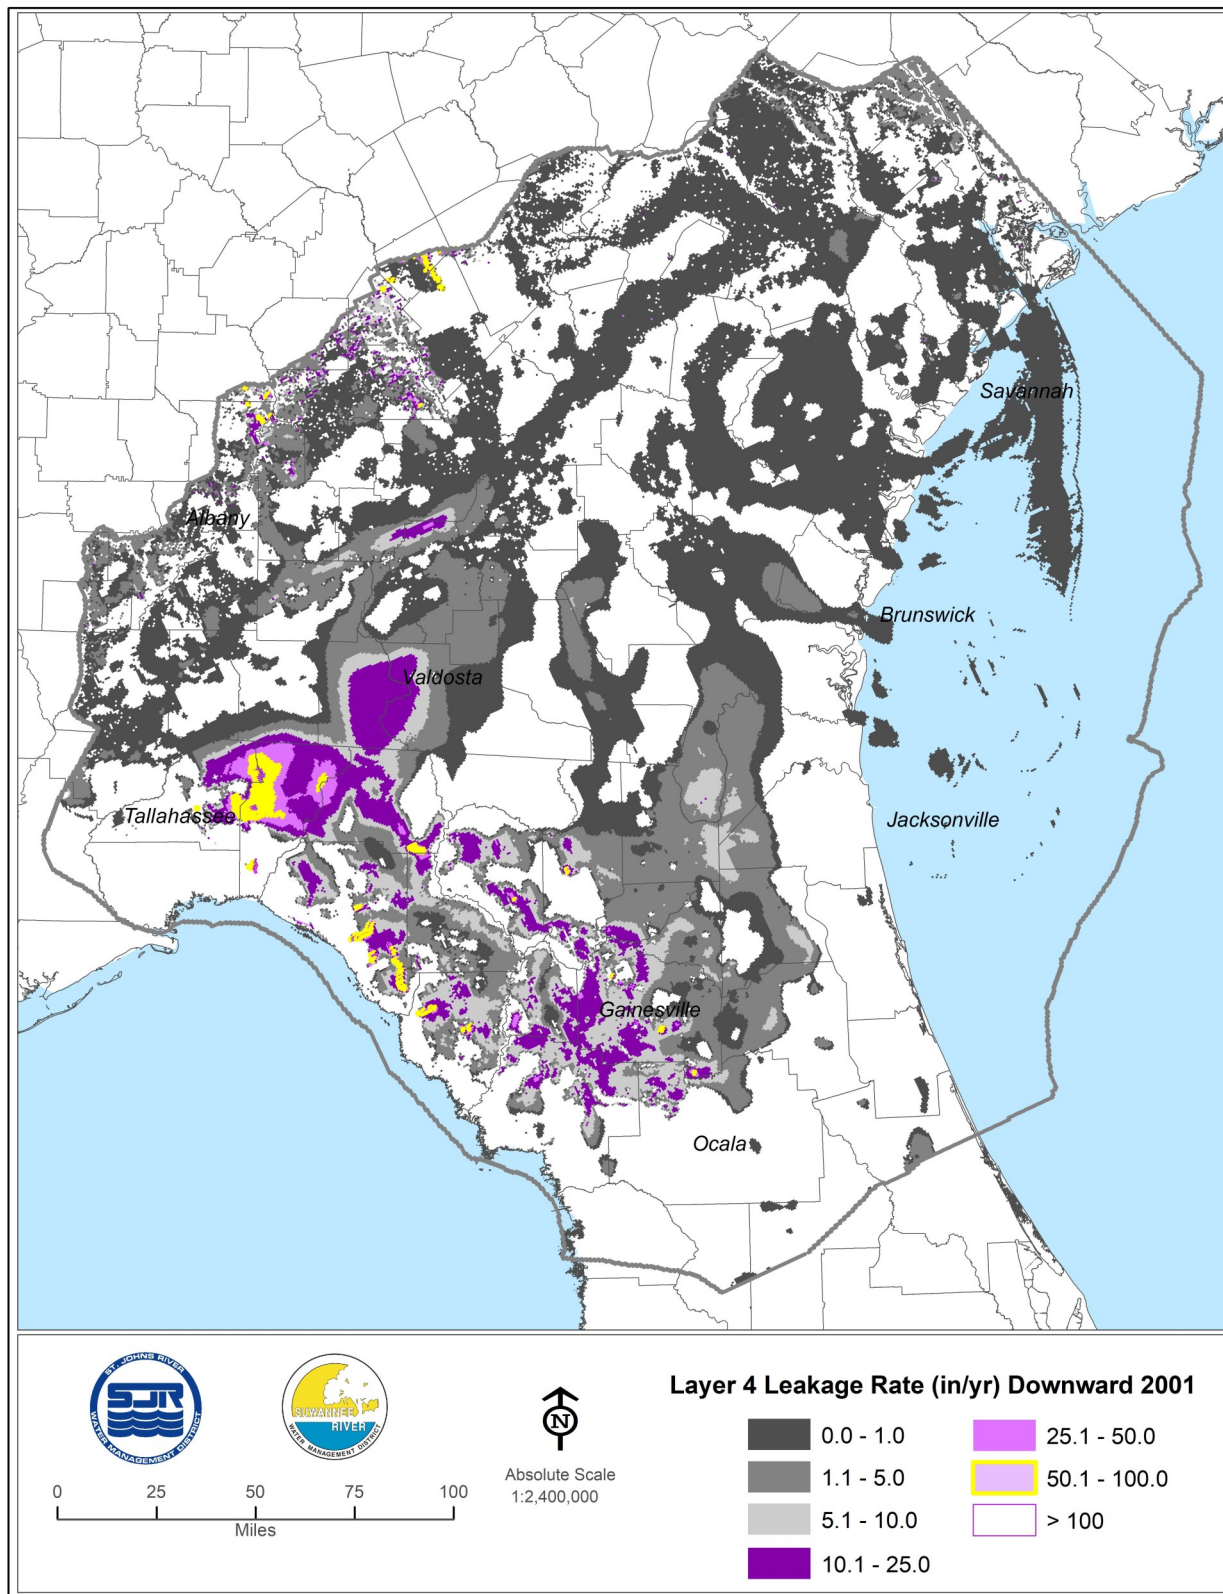 Savannah
Albany
Brunswick
Valdosta
Tallahassee
Jacksonville
Gainesville
Ocala
ST. JOHNS RIVER
SJR
WATER MANAGEMENT DISTRICT
SUWANNEE
RIVER
WATER MANAGEMENT DISTRICT
N
Absolute Scale
1:2,400,000
0 25 50 75 100
Miles
Layer 4 Leakage Rate (in/yr) Downward 2001
0.0 - 1.0
1.1 - 5.0
5.1 - 10.0
10.1 - 25.0
25.1 - 50.0
50.1 - 100.0
> 100